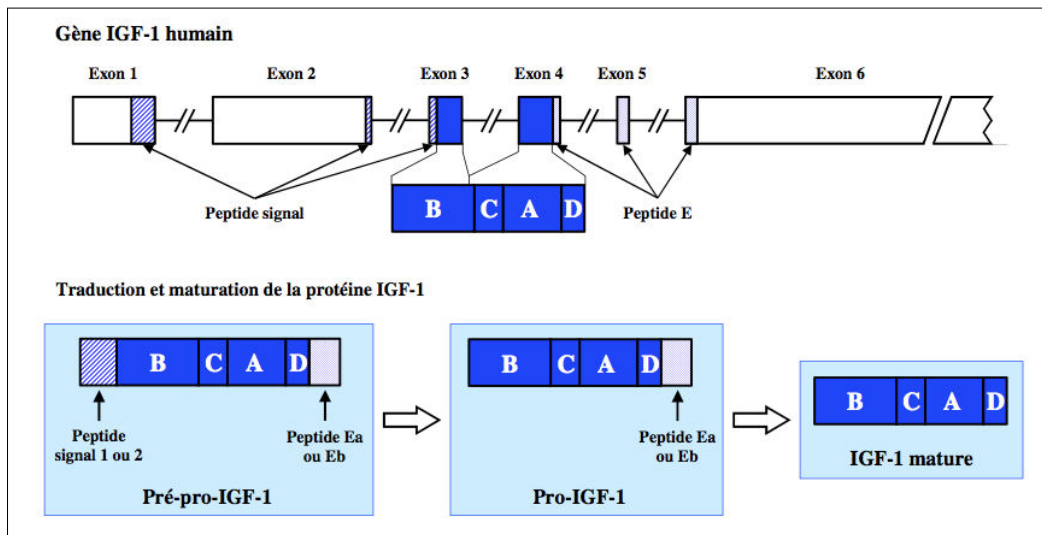 Gène IGF-1 humain
Exon 1 Exon 2 Exon 3 Exon 4 Exon 5 Exon 6
Peptide signal
B C A D
Peptide E
Traduction et maturation de la protéine IGF-1
B C A D
Peptide
signal 1 ou 2
Peptide Ea
ou Eb
Pré-pro-IGF-1
B C A D
Peptide Ea
ou Eb
Pro-IGF-1
B C A D
IGF-1 mature